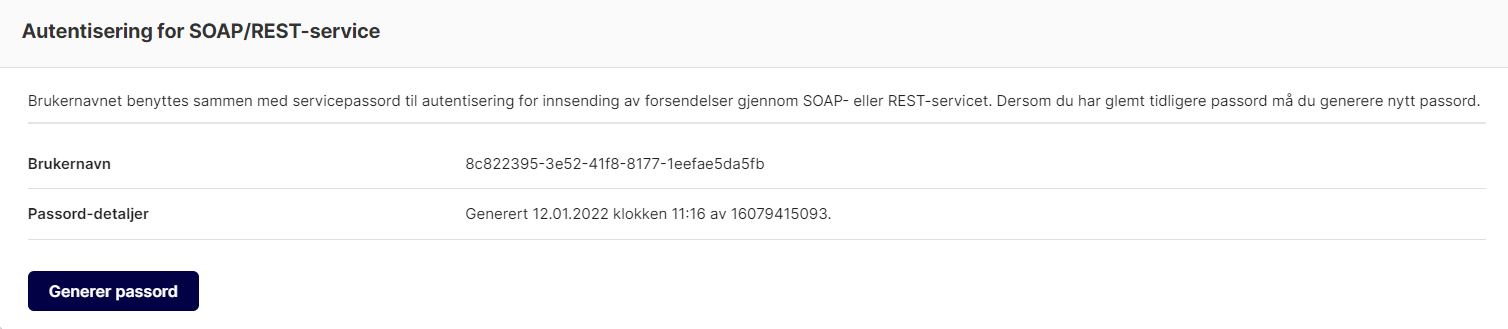 Autentisering for SOAP/REST-service
Brukernavnet benyttes sammen med servicepassord til autentisering for innsending av forsendelser gjennom SOAP- eller REST-servicet. Dersom du har glemt tidligere passord må du generere nytt passord.
Brukernavn 8c822395-3e52-41f8-8177-1eefae5da5fb
Passord-detaljer Generert 12.01.2022 klokken 11:16 av 16079415093.
Generer passord